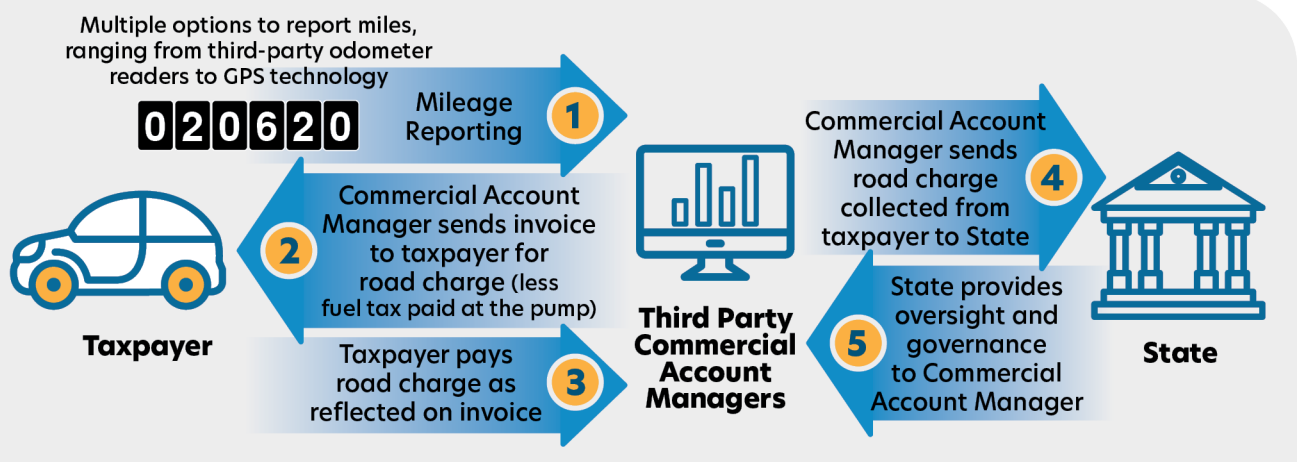 Multiple options to report miles,
ranging from third-party odometer
readers to GPS technology
020620
Mileage
Reporting
1
2
Commercial Account
Manager sends invoice
to taxpayer for
road charge (less
fuel tax paid at the pump)
Taxpayer pays
road charge as
reflected on invoice
3
Taxpayer
Third Party
Commercial
Account
Managers
Commercial Account
Manager sends
road charge
collected from
taxpayer to State
4
5
State provides
oversight and
governance
to Commercial
Account Manager
State